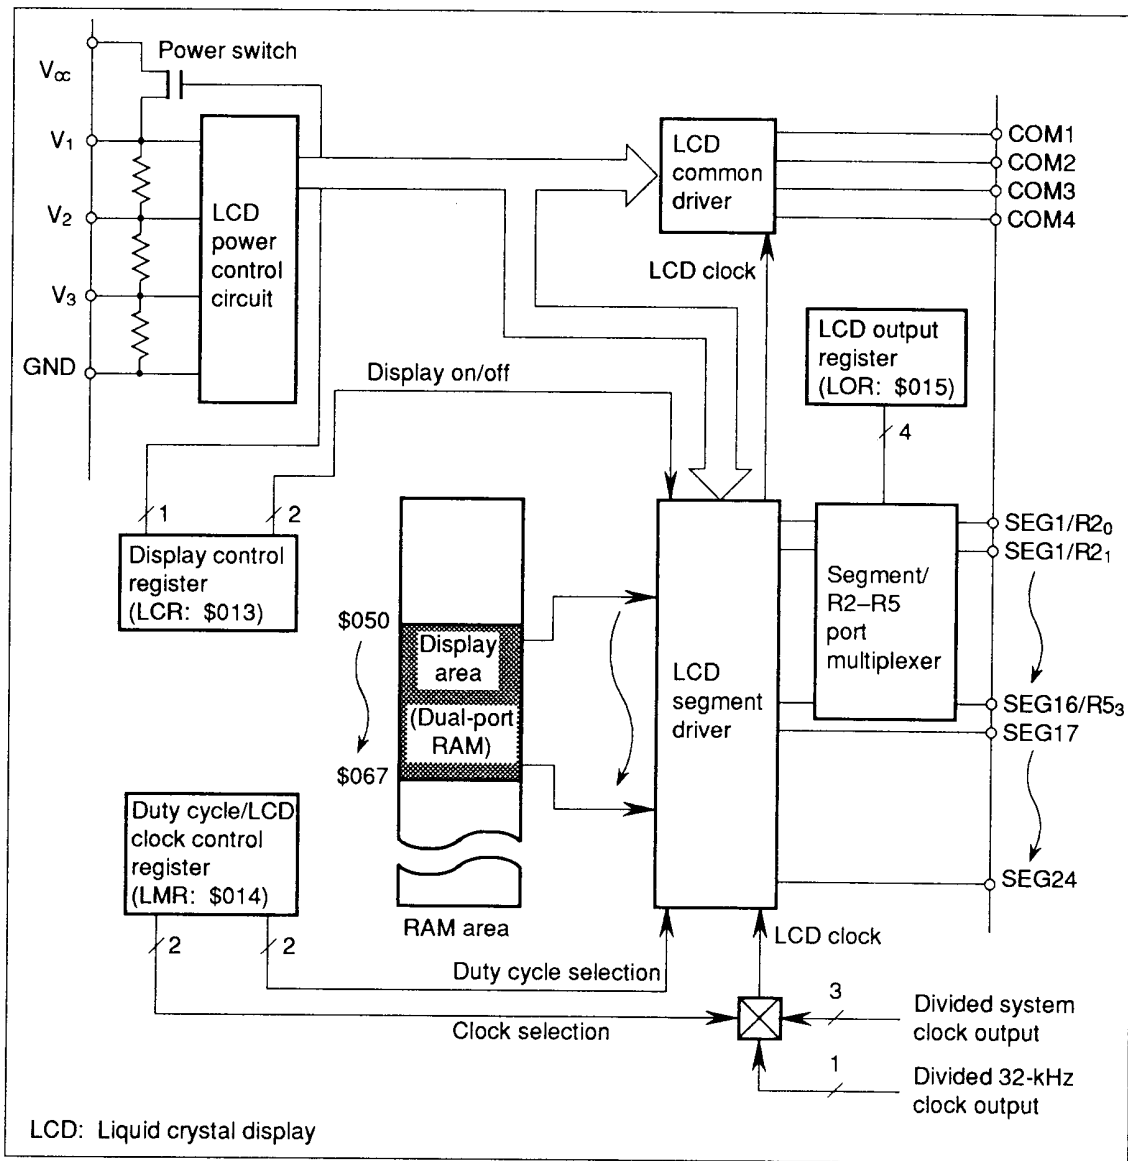 Power switch
Vcc
V1
V2
V3
GND
LCD
power
control
circuit
LCD
common
driver
COM1
COM2
COM3
COM4
LCD clock
LCD output
register
(LOR: $015)
4
Display on/off
1
2
Display control
register
(LCR: $013)
$050
Display
area
(Dual-port
RAM)
$067
RAM area
LCD
segment
driver
Segment/
R2–R5
port
multiplexer
SEG1/R20
SEG1/R21
SEG16/R53
SEG17
SEG24
Duty cycle/LCD
clock control
register
(LMR: $014)
2
2
Duty cycle selection
Clock selection
LCD clock
3
Divided system
clock output
1
Divided 32-kHz
clock output
LCD: Liquid crystal display